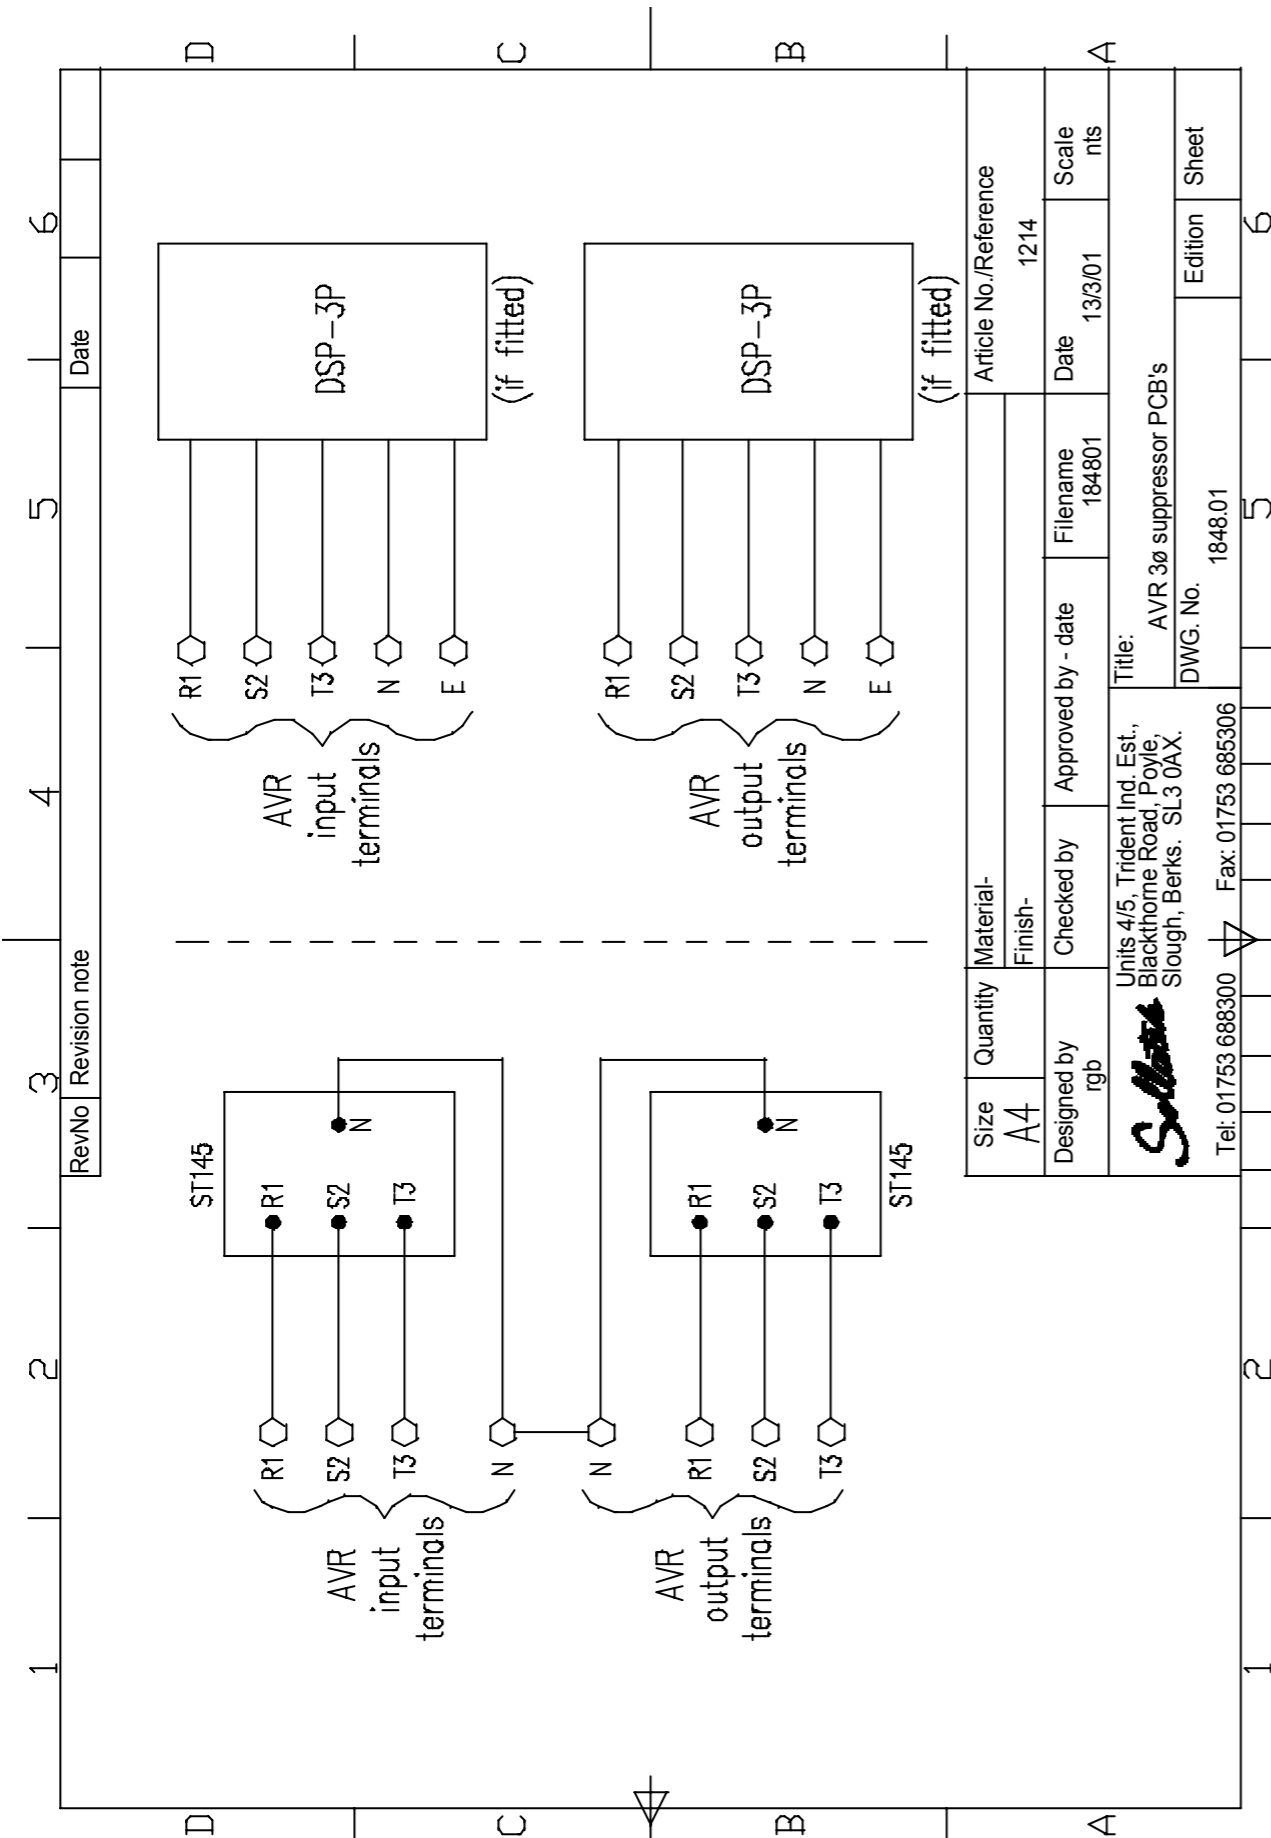 1
2
3
4
5
6
D
C
B
A
RevNo
Revision note
Date
ST145
R1
S2
T3
N
R1
S2
T3
N
AVR
input
terminals
N
R1
S2
T3
AVR
output
terminals
R1
S2
T3
N
ST145
R1
S2
T3
N
E
AVR
input
terminals
DSP-3P
(if fitted)
R1
S2
T3
N
E
AVR
output
terminals
DSP-3P
(if fitted)
Size
A4
Quantity
Material-
Finish-
Article No./Reference
1214
Designed by
rgb
Checked by
Approved by - date
Filename
184801
Date
13/3/01
Scale
nts
Sollatek
Units 4/5, Trident Ind. Est.,
Blackthorne Road, Poyle,
Slough, Berks. SL3 0AX.
Tel: 01753 688300 Fax: 01753 685306
Title:
AVR 3ø suppressor PCB's
DWG. No.
1848.01
Edition
Sheet
D
C
B
A
1
2
5
6